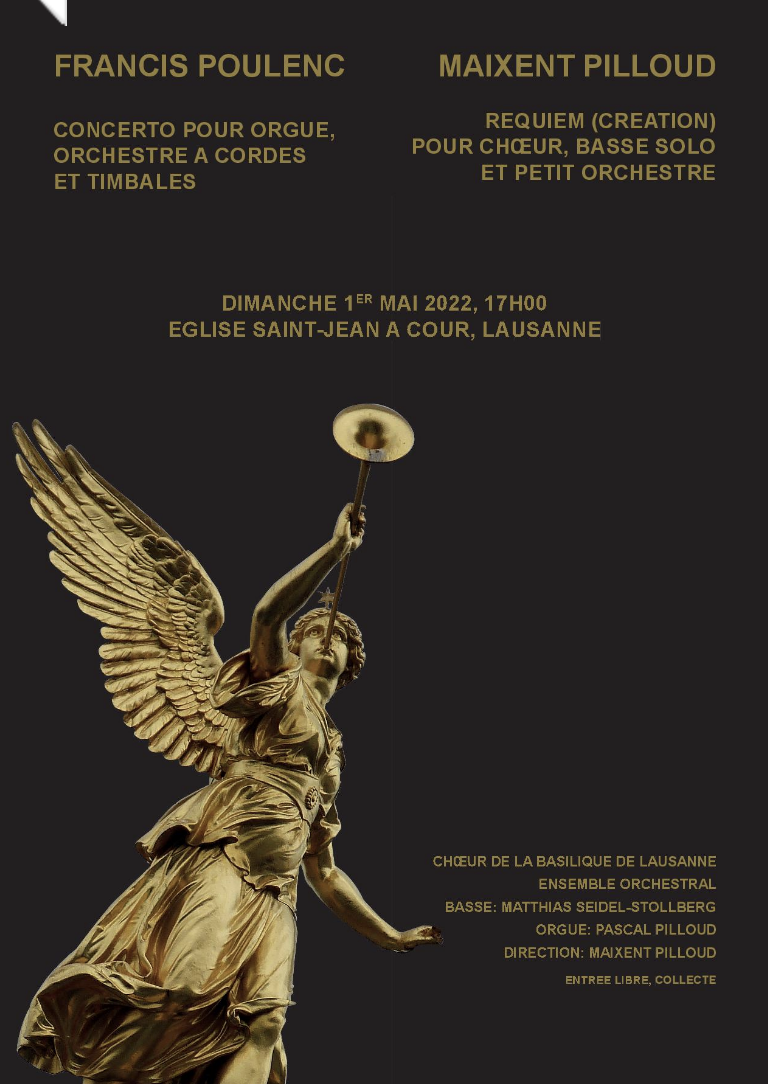 FRANCIS POULENC
CONCERTO POUR ORGUE,
ORCHESTRE A CORDES
ET TIMBALES
MAIXENT PILLOUD
REQUIEM (CREATION)
POUR CHŒUR, BASSE SOLO
ET PETIT ORCHESTRE
DIMANCHE 1ER MAI 2022, 17H00
EGLISE SAINT-JEAN A COUR, LAUSANNE
CHŒUR DE LA BASILIQUE DE LAUSANNE
ENSEMBLE ORCHESTRAL
BASSE: MATTHIAS SEIDEL-STOLLBERG
ORGUE: PASCAL PILLOUD
DIRECTION: MAIXENT PILLOUD
ENTREE LIBRE, COLLECTE